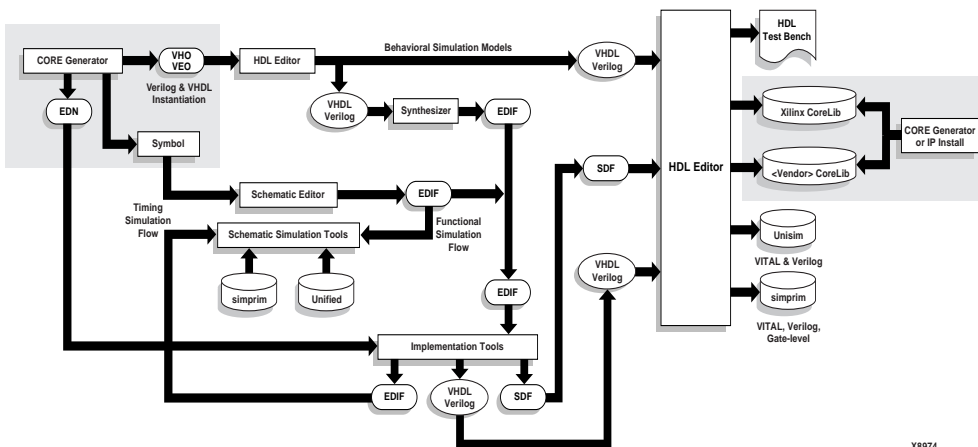 CORE Generator
VHO
VEO
HDL Editor
Behavioral Simulation Models
VHDL
Verilog
HDL
Test Bench
Verilog & VHDL
Instantiation
EDN
VHDL
Verilog
Synthesizer
EDIF
Xilinx CoreLib
CORE Generator
or IP Install
Symbol
SDF
HDL Editor
<Vendor> CoreLib
Schematic Editor
EDIF
Timing
Simulation
Flow
Functional
Simulation
Flow
Schematic Simulation Tools
Unisim
VITAL & Verilog
VHDL
Verilog
simprim
Unified
EDIF
simprim
VITAL, Verilog,
Gate-level
Implementation Tools
EDIF
VHDL
Verilog
SDF
X8974